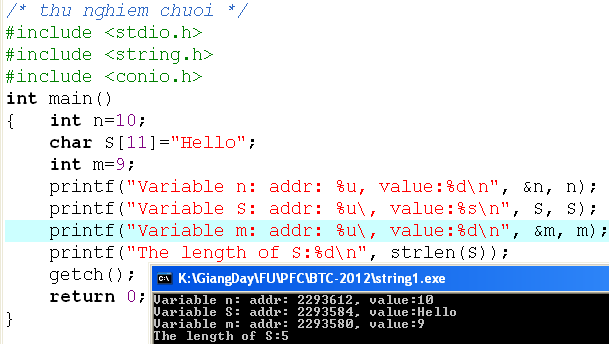 /* thu nghiem chuoi */
#include <stdio.h>
#include <string.h>
#include <conio.h>
int main()
{   int n=10;
    char S[11]="Hello";
    int m=9;
    printf("Variable n: addr: %u, value:%d\n", &n, n);
    printf("Variable S: addr: %u\, value:%s\n", S, S);
    printf("Variable m: addr: %u\, value:%d\n", &m, m);
    printf("The length of S:%d\n", strlen(S));
    getch();
    return 0;
}
K:\GiangDay\FU\PFC\BTC-2012\string1.exe
Variable n: addr: 2293612, value:10
Variable S: addr: 2293584, value:Hello
Variable m: addr: 2293580, value:9
The length of S:5